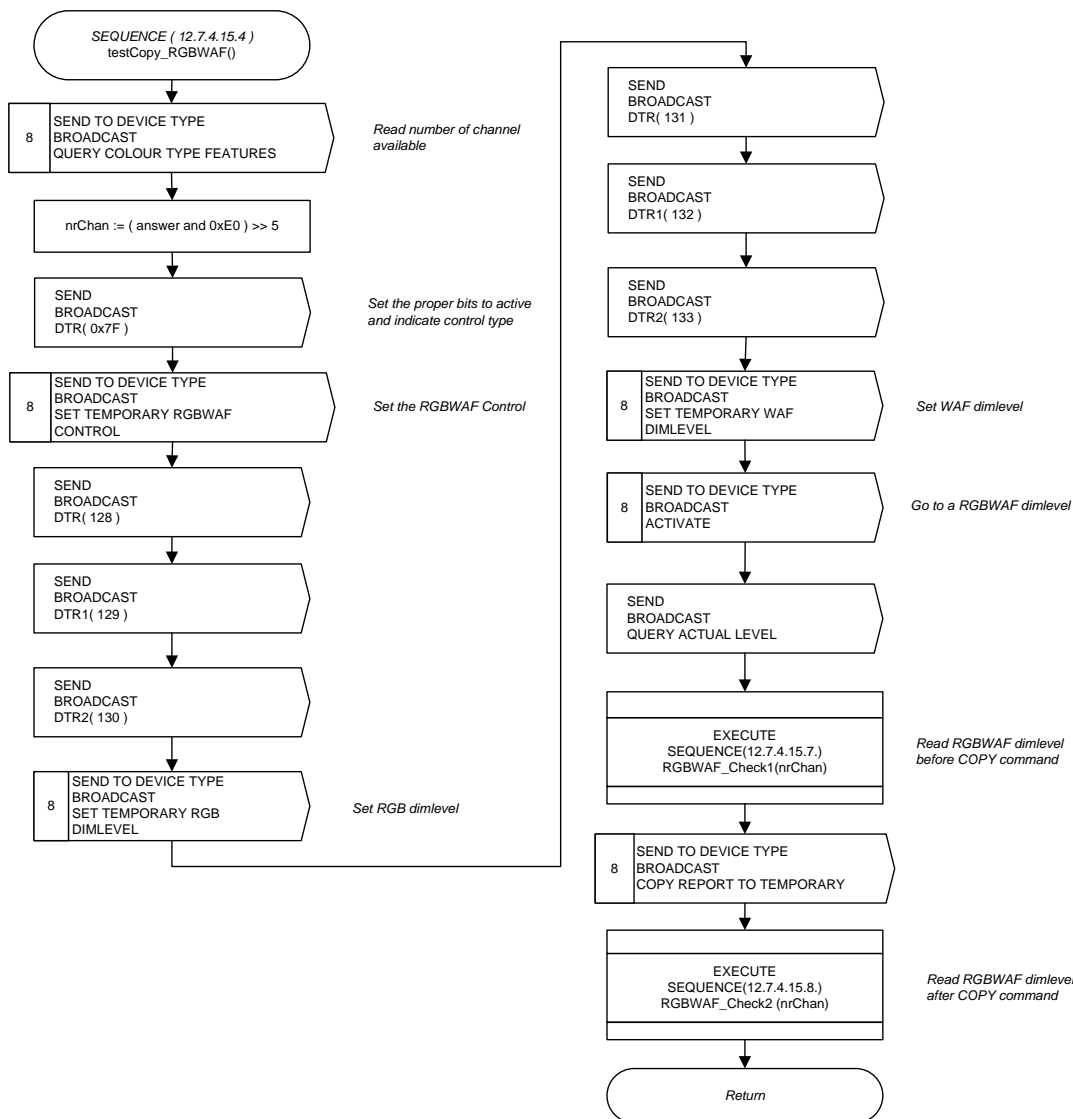 SEQUENCE ( 12.7.4.15.4 )
testCopy_RGBWAF()
8
SEND TO DEVICE TYPE
BROADCAST
QUERY COLOUR TYPE FEATURES
Read number of channel
available
nrChan := ( answer and 0xE0 ) >> 5
SEND
BROADCAST
DTR( 0x7F )
Set the proper bits to active
and indicate control type
8
SEND TO DEVICE TYPE
BROADCAST
SET TEMPORARY RGBWAF
CONTROL
Set the RGBWAF Control
SEND
BROADCAST
DTR( 128 )
SEND
BROADCAST
DTR1( 129 )
SEND
BROADCAST
DTR2( 130 )
8
SEND TO DEVICE TYPE
BROADCAST
SET TEMPORARY RGB
DIMLEVEL
Set RGB dimlevel
SEND
BROADCAST
DTR( 131 )
SEND
BROADCAST
DTR1( 132 )
SEND
BROADCAST
DTR2( 133 )
8
SEND TO DEVICE TYPE
BROADCAST
SET TEMPORARY WAF
DIMLEVEL
Set WAF dimlevel
8
SEND TO DEVICE TYPE
BROADCAST
ACTIVATE
Go to a RGBWAF dimlevel
SEND
BROADCAST
QUERY ACTUAL LEVEL
EXECUTE
SEQUENCE(12.7.4.15.7.)
RGBWAF_Check1(nrChan)
Read RGBWAF dimlevel
before COPY command
8
SEND TO DEVICE TYPE
BROADCAST
COPY REPORT TO TEMPORARY
EXECUTE
SEQUENCE(12.7.4.15.8.)
RGBWAF_Check2 (nrChan)
Read RGBWAF dimlevel
after COPY command
Return